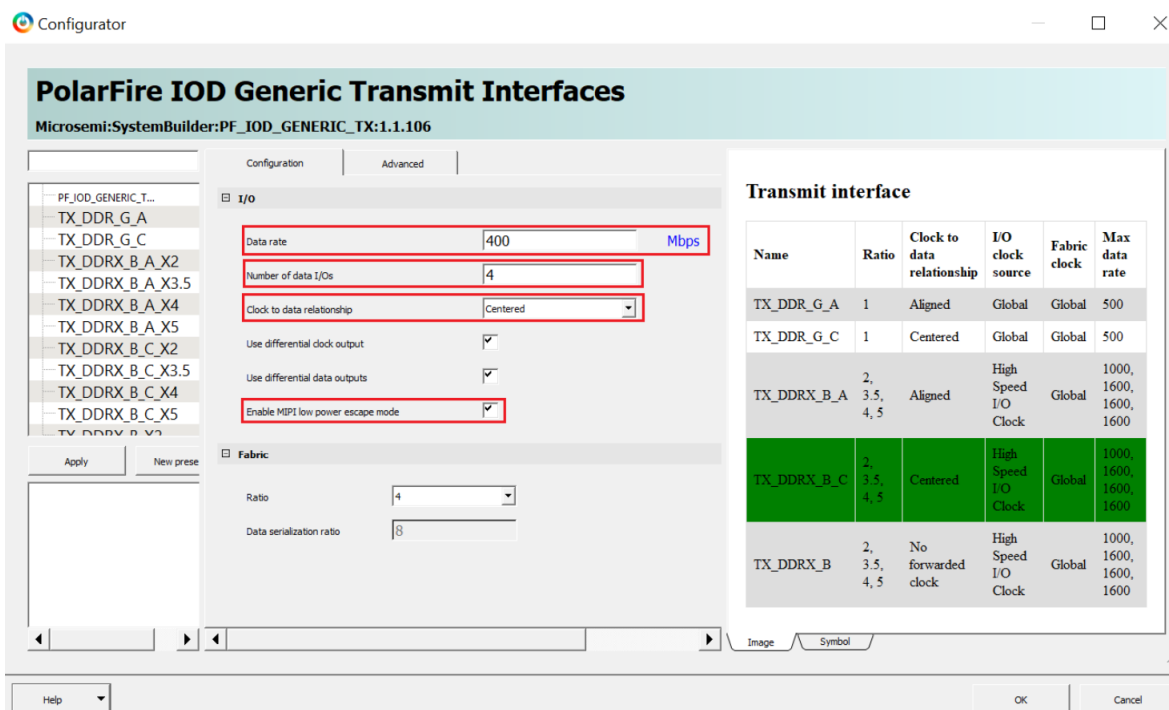 Configurator
PolarFire IOD Generic Transmit Interfaces
Microsemi:SystemBuilder:PF_IOD_GENERIC_TX:1.1.106
PF_IOD_GENERIC_T...
TX_DDR_G_A
TX_DDR_G_C
TX_DDRX_B_A_X2
TX_DDRX_B_A_X3.5
TX_DDRX_B_A_X4
TX_DDRX_B_A_X5
TX_DDRX_B_C_X2
TX_DDRX_B_C_X3.5
TX_DDRX_B_C_X4
TX_DDRX_B_C_X5
TX_DDRX_B_X2
Apply New prese
Configuration Advanced
I/O
Data rate 400 Mbps
Number of data I/Os 4
Clock to data relationship Centered
Use differential clock output
Use differential data outputs
Enable MIPI low power escape mode
Fabric
Ratio 4
Data serialization ratio 8
Transmit interface
Name Ratio Clock to data relationship I/O clock source Fabric clock Max data rate
TX_DDR_G_A 1 Aligned Global Global 500
TX_DDR_G_C 1 Centered Global Global 500
TX_DDRX_B_A 2, 3.5, 4, 5 Aligned High Speed I/O Clock Global 1000, 1600, 1600, 1600
TX_DDRX_B_C 2, 3.5, 4, 5 Centered High Speed I/O Clock Global 1000, 1600, 1600, 1600
TX_DDRX_B 2, 3.5, 4, 5 No forwarded clock High Speed I/O Clock Global 1000, 1600, 1600, 1600
Image Symbol
Help OK Cancel